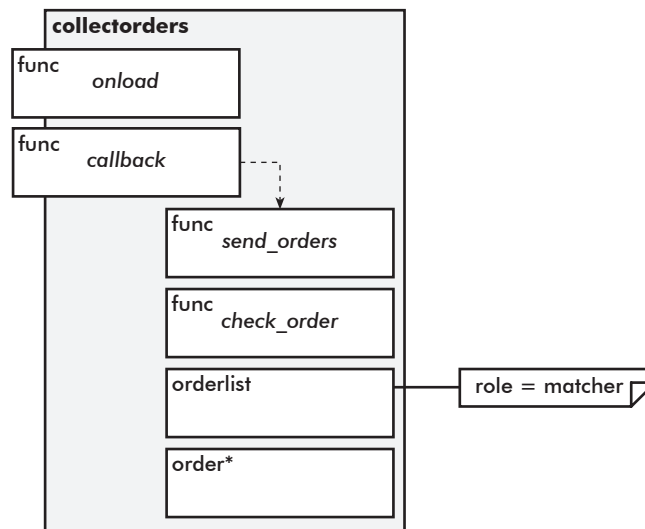 collectorders
func
onload
func
callback
func
send_orders
func
check_order
orderlist
role = matcher
order*